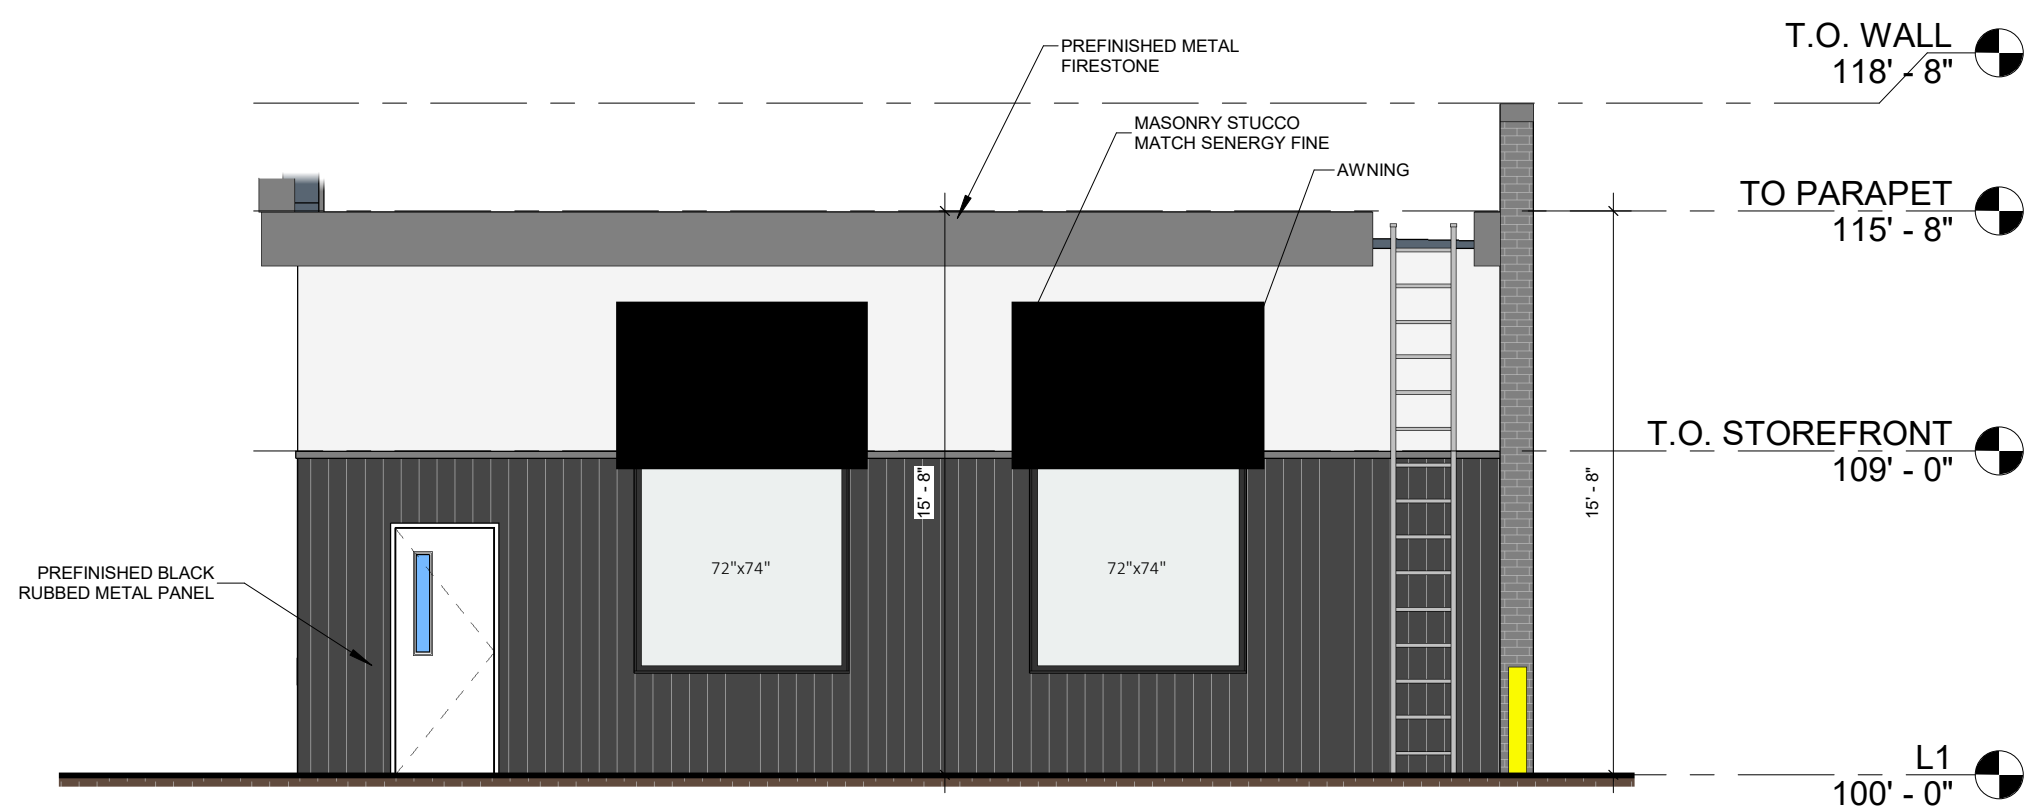 T.O. WALL
118' - 8"
PREFINISHED METAL
FIRESTONE
MASONRY STUCCO
MATCH SENERGY FINE
AWNING
TO PARAPET
115' - 8"
T.O. STOREFRONT
109' - 0"
15' - 8"
15' - 8"
72"x74"
72"x74"
PREFINISHED BLACK
RUBBED METAL PANEL
L1
100' - 0"